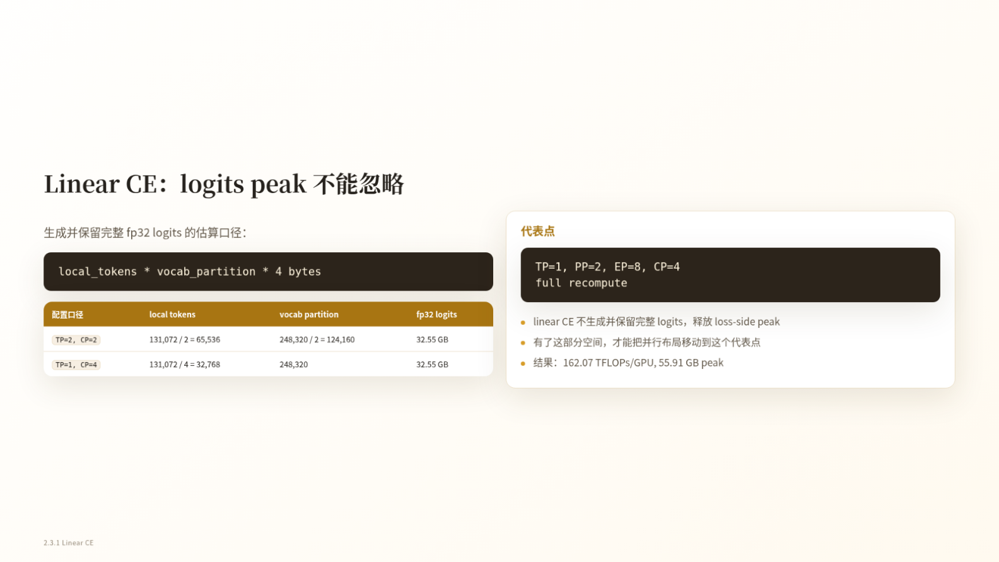 Linear CE：logits peak 不能忽略
生成并保留完整 fp32 logits 的估算口径：
local_tokens * vocab_partition * 4 bytes
配置口径 local tokens vocab partition fp32 logits
TP=2, CP=2 131,072 / 2 = 65,536 248,320 / 2 = 124,160 32.55 GB
TP=1, CP=4 131,072 / 4 = 32,768 248,320 32.55 GB
代表点
TP=1, PP=2, EP=8, CP=4
full recompute
linear CE 不生成并保留完整 logits，释放 loss-side peak
有了这部分空间，才能把并行布局移动到这个代表点
结果：162.07 TFLOPs/GPU, 55.91 GB peak
2.3.1 Linear CE